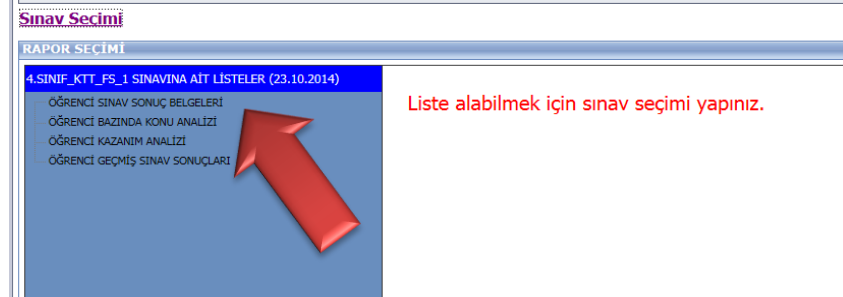 Sınav Seçimi
RAPOR SEÇİMİ
4.SINIF_KTT_FS_1 SINAVINA AİT LİSTELER (23.10.2014)
ÖĞRENCİ SINAV SONUÇ BELGELERİ
ÖĞRENCİ BAZINDA KONU ANALİZİ
ÖĞRENCİ KAZANIM ANALİZİ
ÖĞRENCİ GEÇMİŞ SINAV SONUÇLARI
Liste alabilmek için sınav seçimi yapınız.